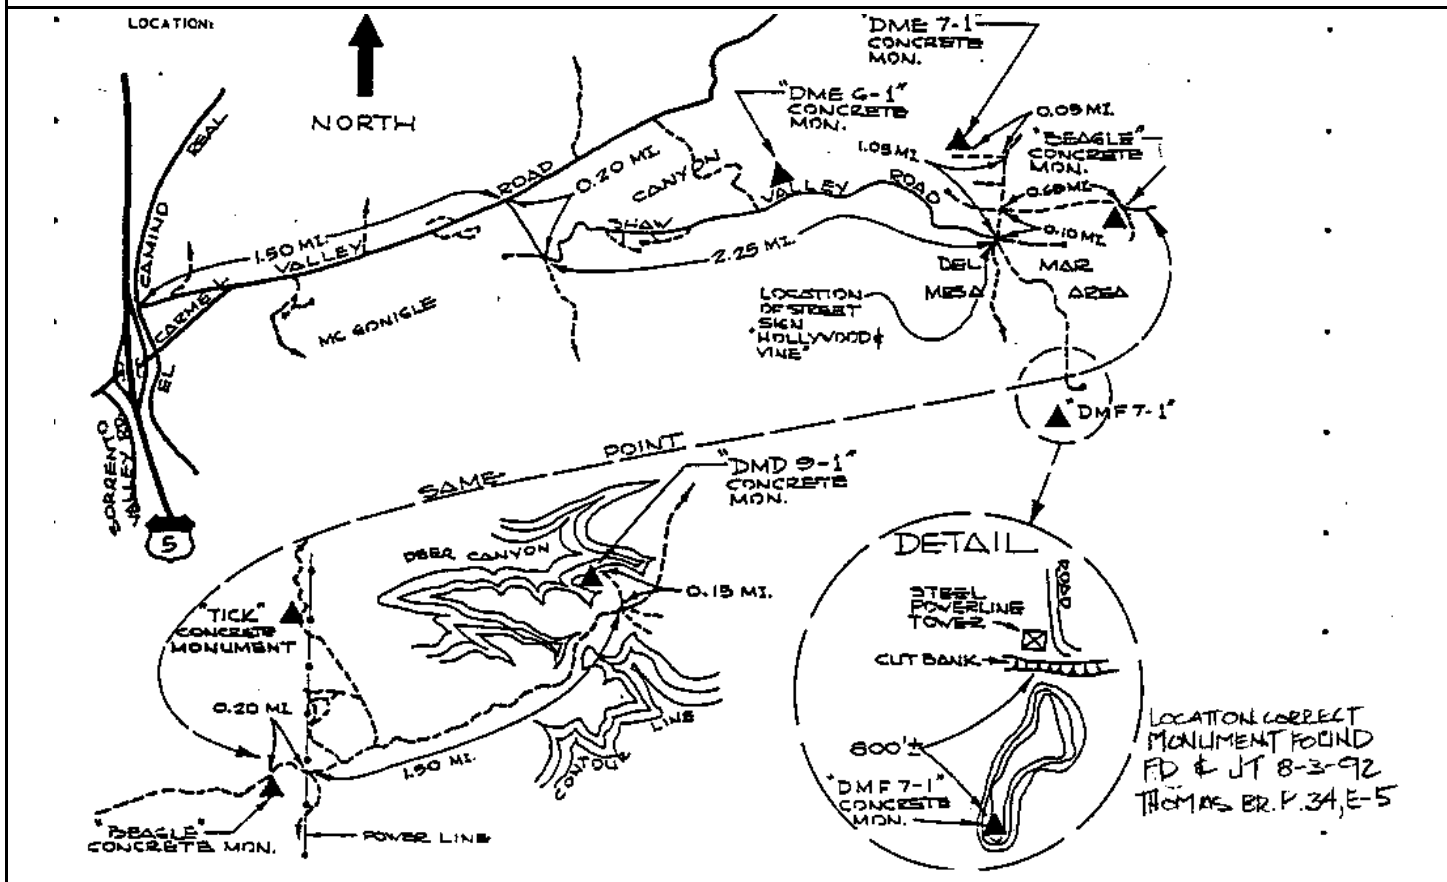 LOCATION:
NORTH
"DME 7-1"
CONCRETE
MON.
"DME 6-1"
CONCRETE
MON.
0.05 MI.
"BEAGLE"
CONCRETE
MON.
1.05 MI.
0.60 MI.
0.10 MI.
REAL
CAMINO
EL
CARMEL
VALLEY
ROAD
1.50 MI.
0.20 MI.
SHAW
CANYON
VALLEY
ROAD
2.25 MI.
MC GONIGLE
DEL MAR
MESA AREA
LOCATION
OF STREET
SIGN
"HOLLYWOOD &
VINE"
SORRENTO
VALLEY RD.
5
"DMF 7-1"
SAME POINT
"DMD 9-1"
CONCRETE
MON.
DEER CANYON
0.15 MI.
"TICK"
CONCRETE
MONUMENT
0.20 MI.
1.50 MI.
CONTOUR LINE
"BEAGLE"
CONCRETE MON.
POWER LINE
DETAIL
ROAD
STEEL
POWERLINE
TOWER
CUT BANK
800'±
"DMF 7-1"
CONCRETE
MON.
LOCATION CORRECT
MONUMENT FOUND
FD & JT 8-3-92
THOMAS BR. P. 34, E-5